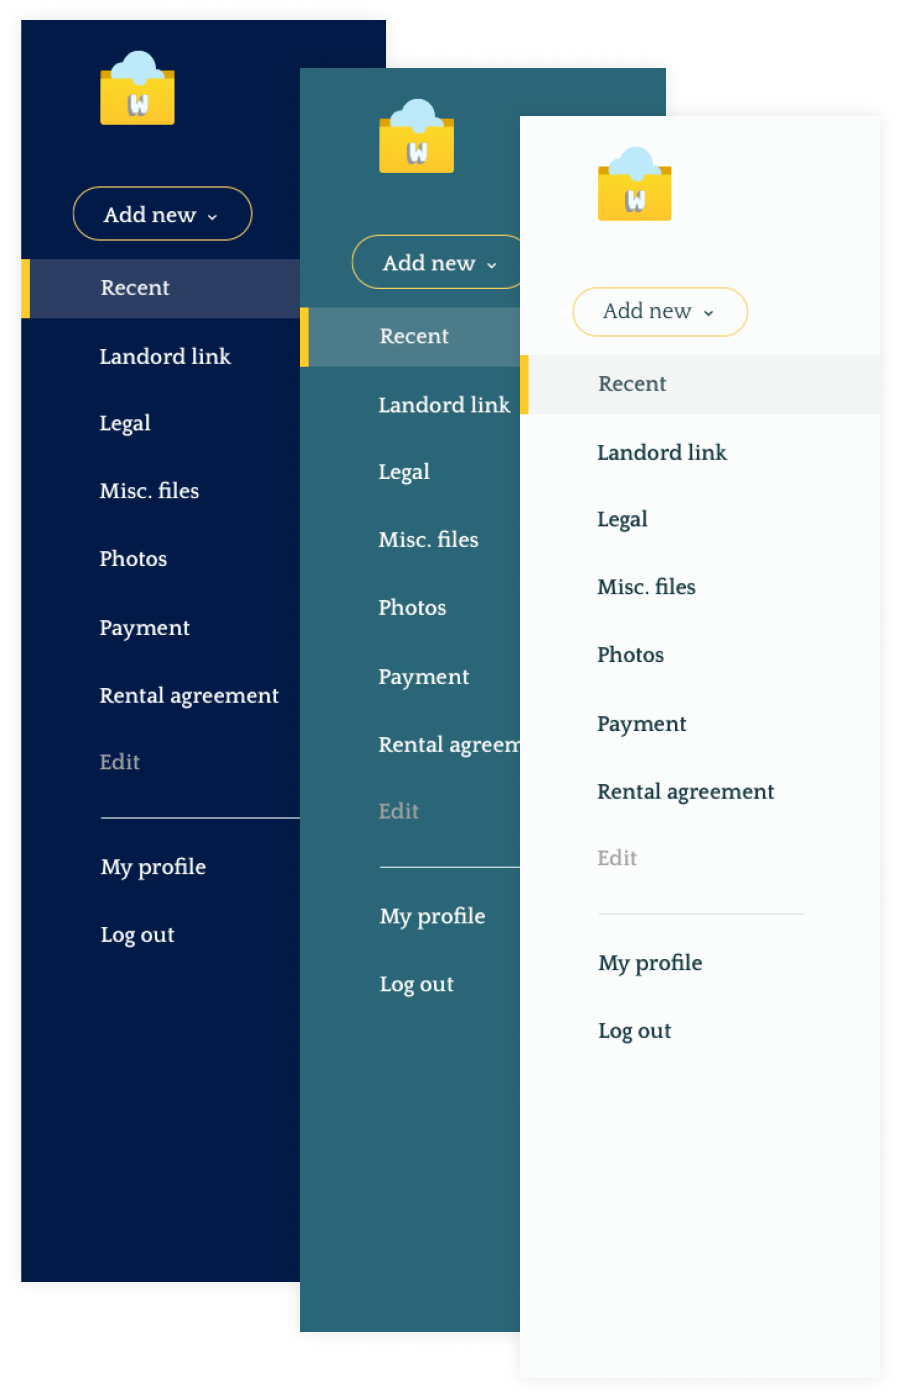 W
Add new
Recent
Landord link
Legal
Misc. files
Photos
Payment
Rental agreement
Edit
My profile
Log out
W
Add new
Recent
Landord link
Legal
Misc. files
Photos
Payment
Rental agreem
Edit
My profile
Log out
W
Add new
Recent
Landord link
Legal
Misc. files
Photos
Payment
Rental agreement
Edit
My profile
Log out